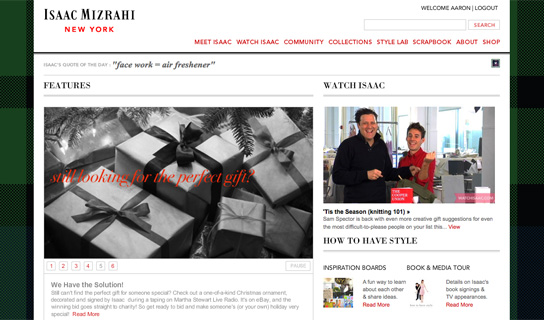 WELCOME AARON | LOGOUT
ISAAC MIZRAHI
NEW YORK
SEARCH
MEET ISAAC WATCH ISAAC COMMUNITY COLLECTIONS STYLE LAB SCRAPBOOK ABOUT SHOP
ISAAC'S QUOTE OF THE DAY : "face work = air freshener"
FEATURES
still looking for the perfect gift?
1 2 3 4 5 6 PAUSE
We Have the Solution!
Still can't find the perfect gift for someone special? Check out a one-of-a-kind Christmas ornament,
decorated and signed by Isaac during a taping on Martha Stewart Live Radio. It's on eBay, and the
winning bid goes straight to charity! So get ready to bid and make someone's (or your own) holiday very
special! Read More
WATCH ISAAC
THE
COOPER
UNION
WATCHISAAC.COM
'Tis the Season (knitting 101) »
Sam Spector is back with even more creative gift suggestions for even
the most difficult-to-please people on your list this... View
HOW TO HAVE STYLE
INSPIRATION BOARDS
A fun way to learn
about each other
& share ideas.
Read More
BOOK & MEDIA TOUR
Details on Isaac's
book signings &
TV appearances.
Read More